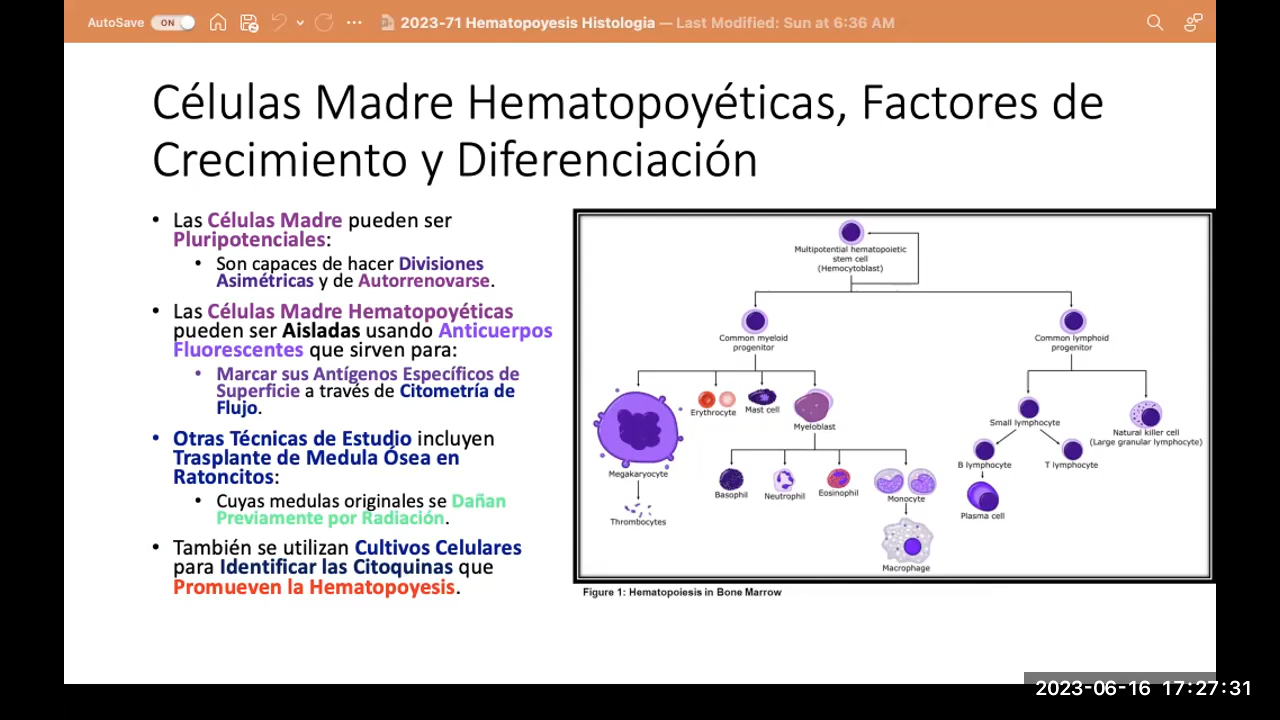 AutoSave ON 2023-71 Hematopoyesis Histologia — Last Modified: Sun at 6:36 AM
Células Madre Hematopoyéticas, Factores de
Crecimiento y Diferenciación
• Las Células Madre pueden ser
Pluripotenciales:
• Son capaces de hacer Divisiones
Asimétricas y de Autorrenovarse.
• Las Células Madre Hematopoyéticas
pueden ser Aisladas usando Anticuerpos
Fluorescentes que sirven para:
• Marcar sus Antígenos Específicos de
Superficie a través de Citometría de
Flujo.
• Otras Técnicas de Estudio incluyen
Trasplante de Medula Ósea en
Ratoncitos:
• Cuyas medulas originales se Dañan
Previamente por Radiación.
• También se utilizan Cultivos Celulares
para Identificar las Citoquinas que
Promueven la Hematopoyesis.
Multipotential hematopoietic
stem cell
(Hemocytoblast)
Common myeloid
progenitor
Common lymphoid
progenitor
Megakaryocyte
Erythrocyte
Mast cell
Myeloblast
Small lymphocyte
Natural killer cell
(Large granular lymphocyte)
Thrombocytes
Basophil
Neutrophil
Eosinophil
Monocyte
B lymphocyte
T lymphocyte
Plasma cell
Macrophage
Figure 1: Hematopoiesis in Bone Marrow
2023-06-16 17:27:31